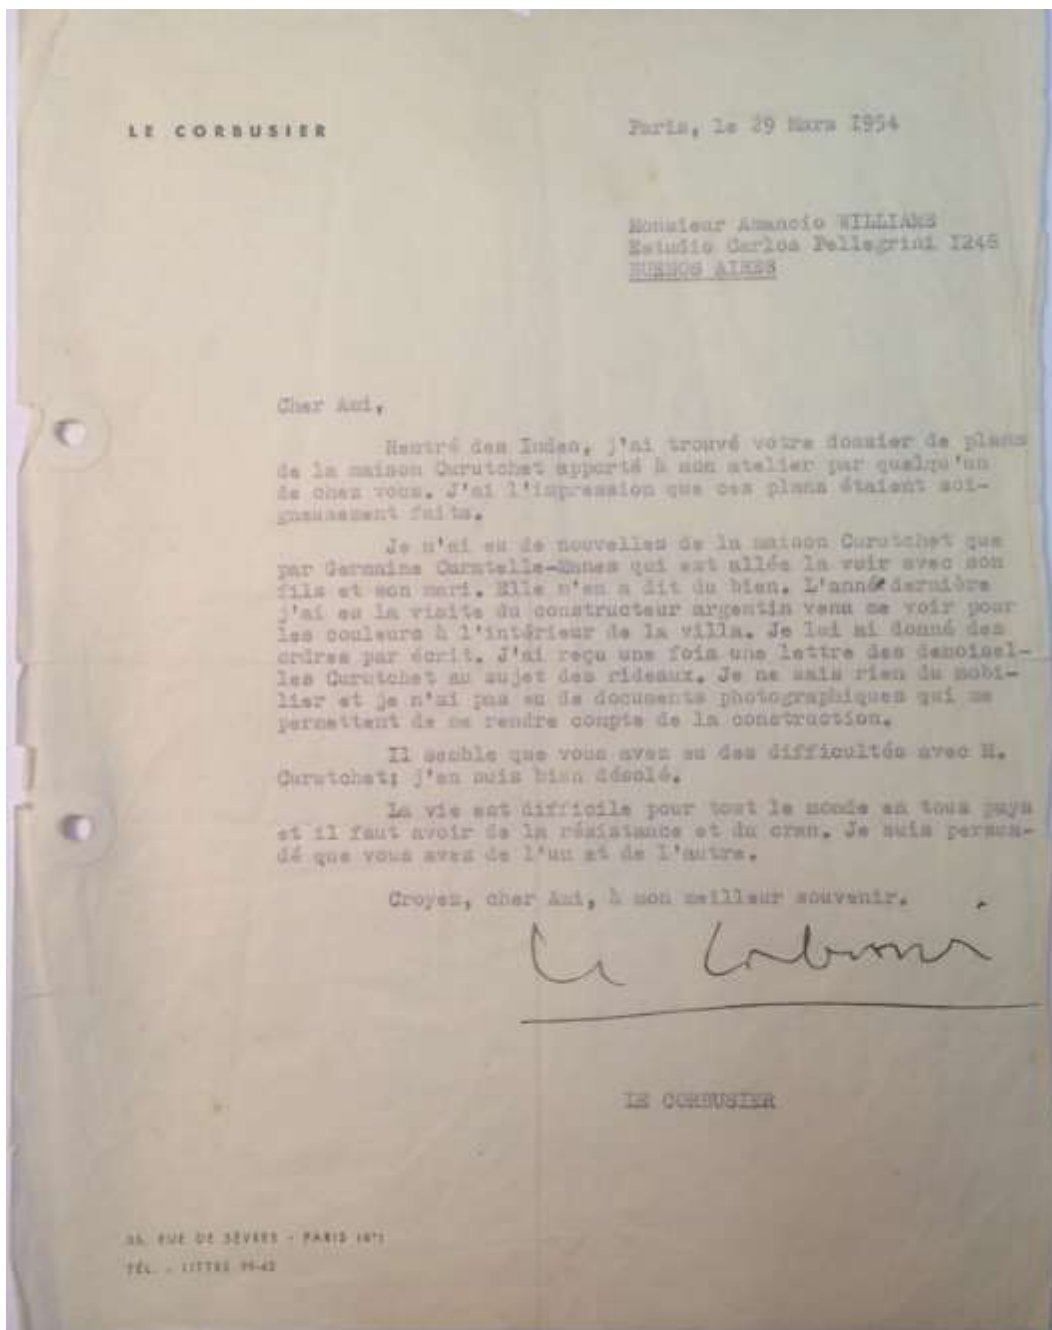 LE CORBUSIER
Paris, le 29 Mars 1954
Monsieur Amancio WILLIAMS
Estudio Carlos Pellegrini I248
BUENOS AIRES
Cher Ami,
Rentré des Indes, j'ai trouvé votre dossier de plans
de la maison Curutchet apporté à mon atelier par quelqu'un
de chez vous. J'ai l'impression que ces plans étaient soi-
gneusement faits.
Je n'ai eu de nouvelles de la maison Curutchet que
par Germaine qui est allée la voir avec son
fils et son mari. Elle m'en a dit du bien. L'année dernière
j'ai eu la visite du constructeur argentin venu me voir pour
les couleurs à l'intérieur de la villa. Je lui ai donné des
ordres par écrit. J'ai reçu une fois une lettre des demoisel-
les Curutchet au sujet des rideaux. Je ne sais rien du mobi-
lier et je n'ai pas eu de documents photographiques qui me
permettent de me rendre compte de la construction.
Il semble que vous avez eu des difficultés avec M.
Curutchet; j'en suis bien désolé.
La vie est difficile pour tout le monde en tous pays
et il faut avoir de la résistance et du cran. Je suis persua-
dé que vous avez de l'un et de l'autre.
Croyez, cher Ami, à mon meilleur souvenir.
Le Corbusier
LE CORBUSIER
35, RUE DE SÈVRES - PARIS
TÉL. : LITTRÉ